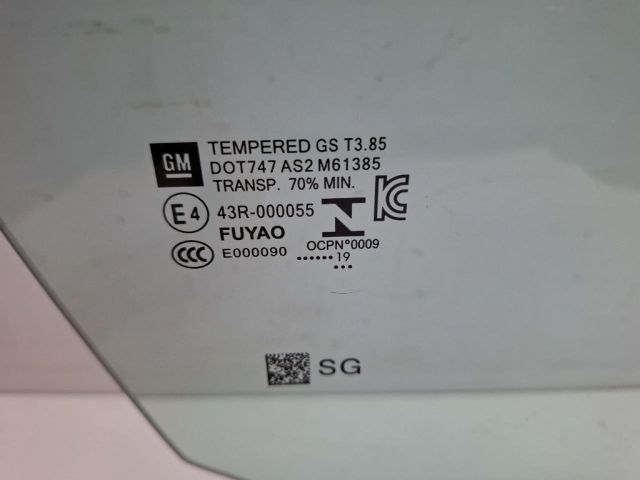 GM
TEMPERED GS T3.85
DOT747 AS2 M61385
TRANSP. 70% MIN.
E4 43R-000055
FUYAO
CCC E000090
N KC
OCPN°0009
...... 19
...
SG